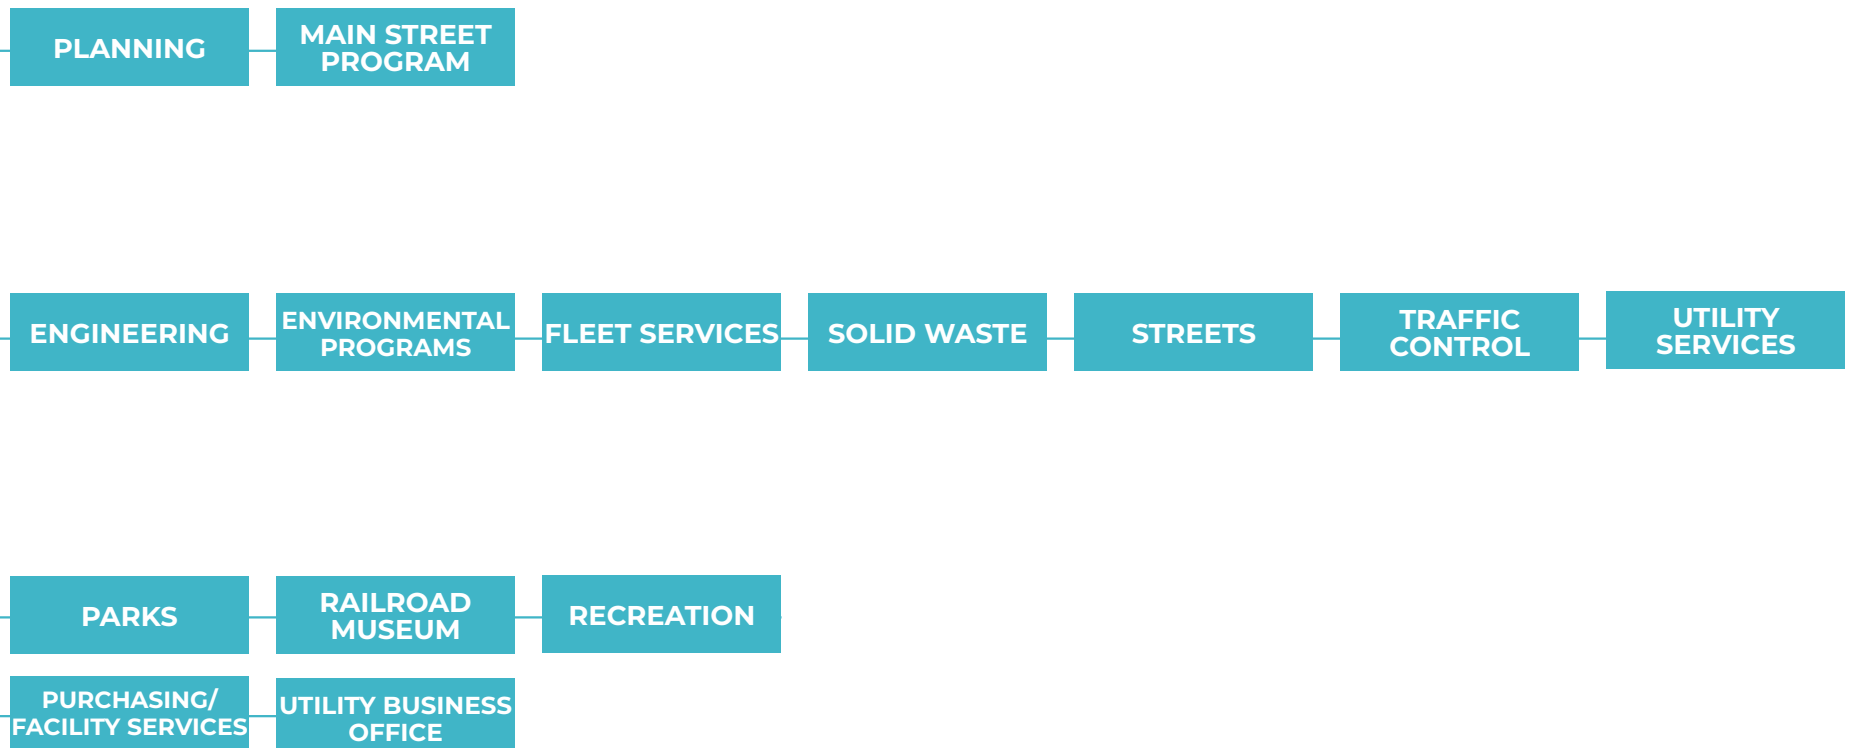 PLANNING
MAIN STREET
PROGRAM
ENGINEERING
ENVIRONMENTAL
PROGRAMS
FLEET SERVICES
SOLID WASTE
STREETS
TRAFFIC
CONTROL
UTILITY
SERVICES
PARKS
RAILROAD
MUSEUM
RECREATION
PURCHASING/
FACILITY SERVICES
UTILITY BUSINESS
OFFICE